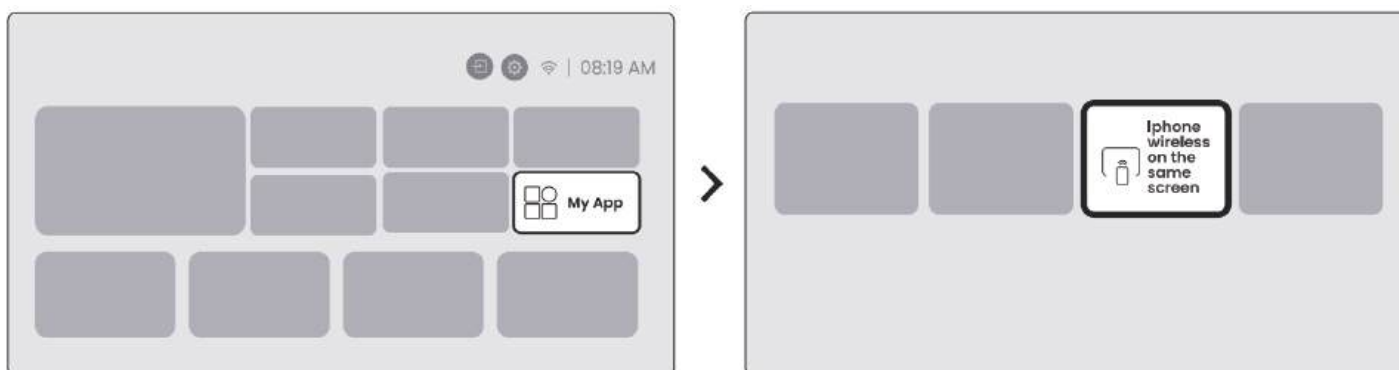 08:19 AM
My App
Iphone
wireless
on the
same
screen